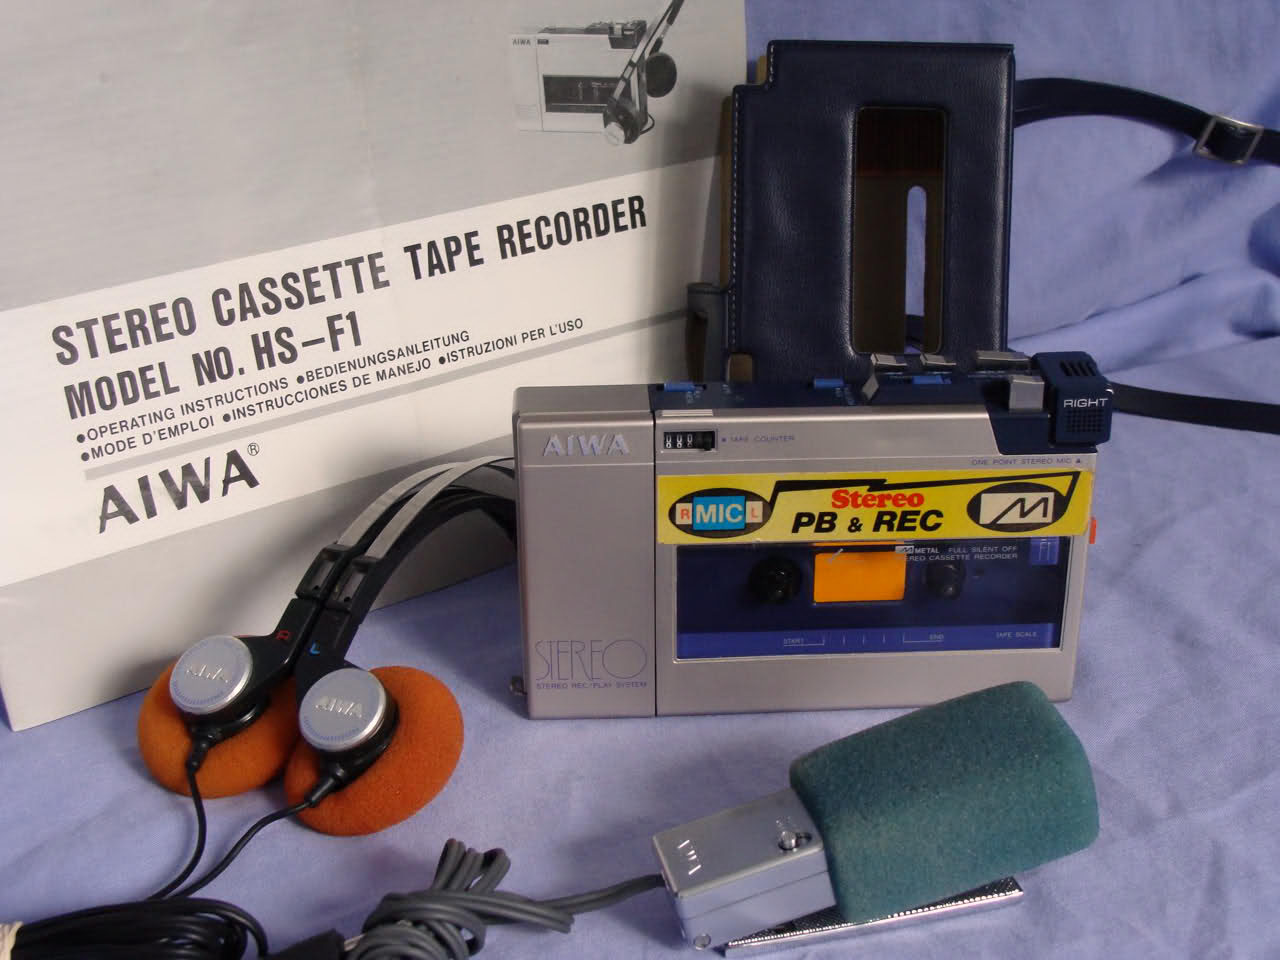 AIWA
STEREO CASSETTE TAPE RECORDER
MODEL NO. HS-F1
●OPERATING INSTRUCTIONS ●BEDIENUNGSANLEITUNG
●MODE D'EMPLOI ●INSTRUCCIONES DE MANEJO ●ISTRUZIONI PER L'USO
AIWA®
RIGHT
AIWA
TAPE COUNTER
ONE POINT STEREO MIC ▲
R MIC L
Stereo
PB & REC
METAL FULL SILENT OFF
CASSETTE RECORDER
START
END
TAPE SCALE
STEREO
STEREO REC/PLAY SYSTEM
R
L
AIWA
AIWA
AIWA